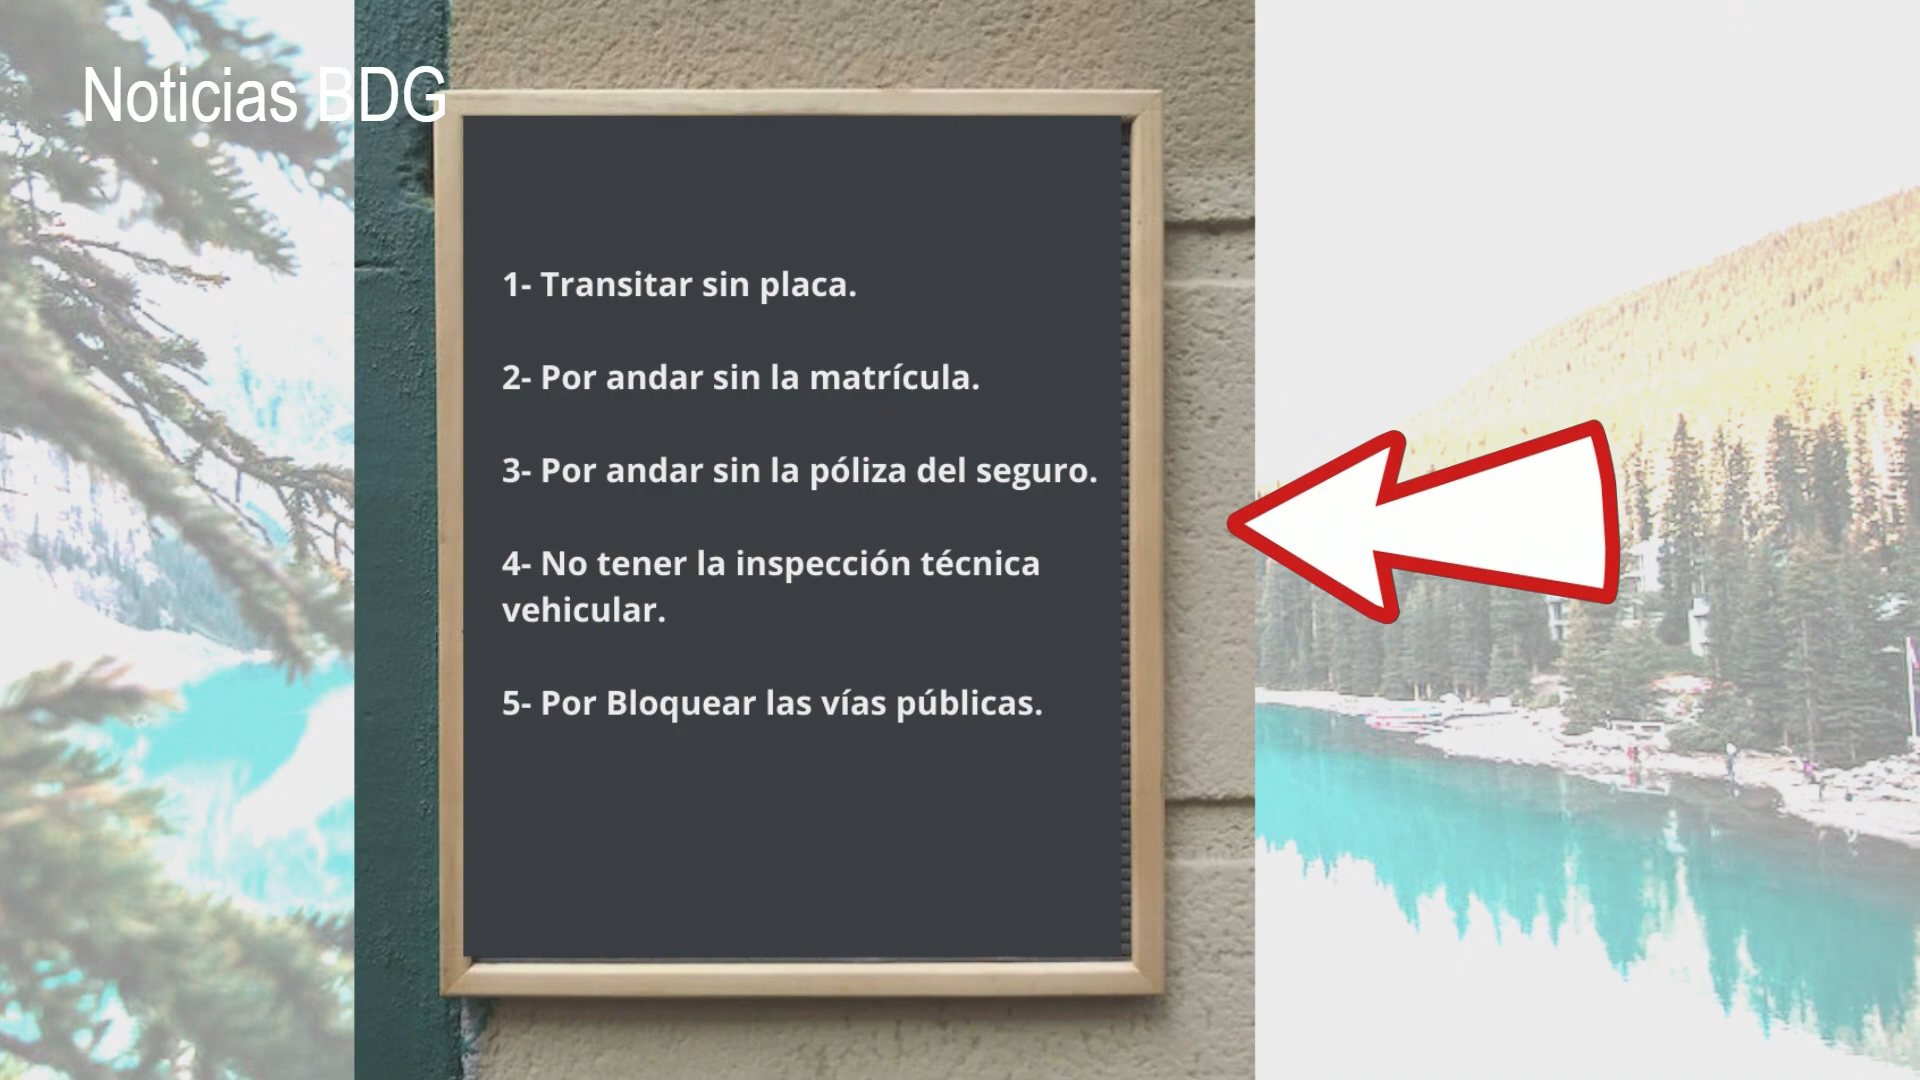 Noticias BDG
1- Transitar sin placa.
2- Por andar sin la matrícula.
3- Por andar sin la póliza del seguro.
4- No tener la inspección técnica
vehicular.
5- Por Bloquear las vías públicas.